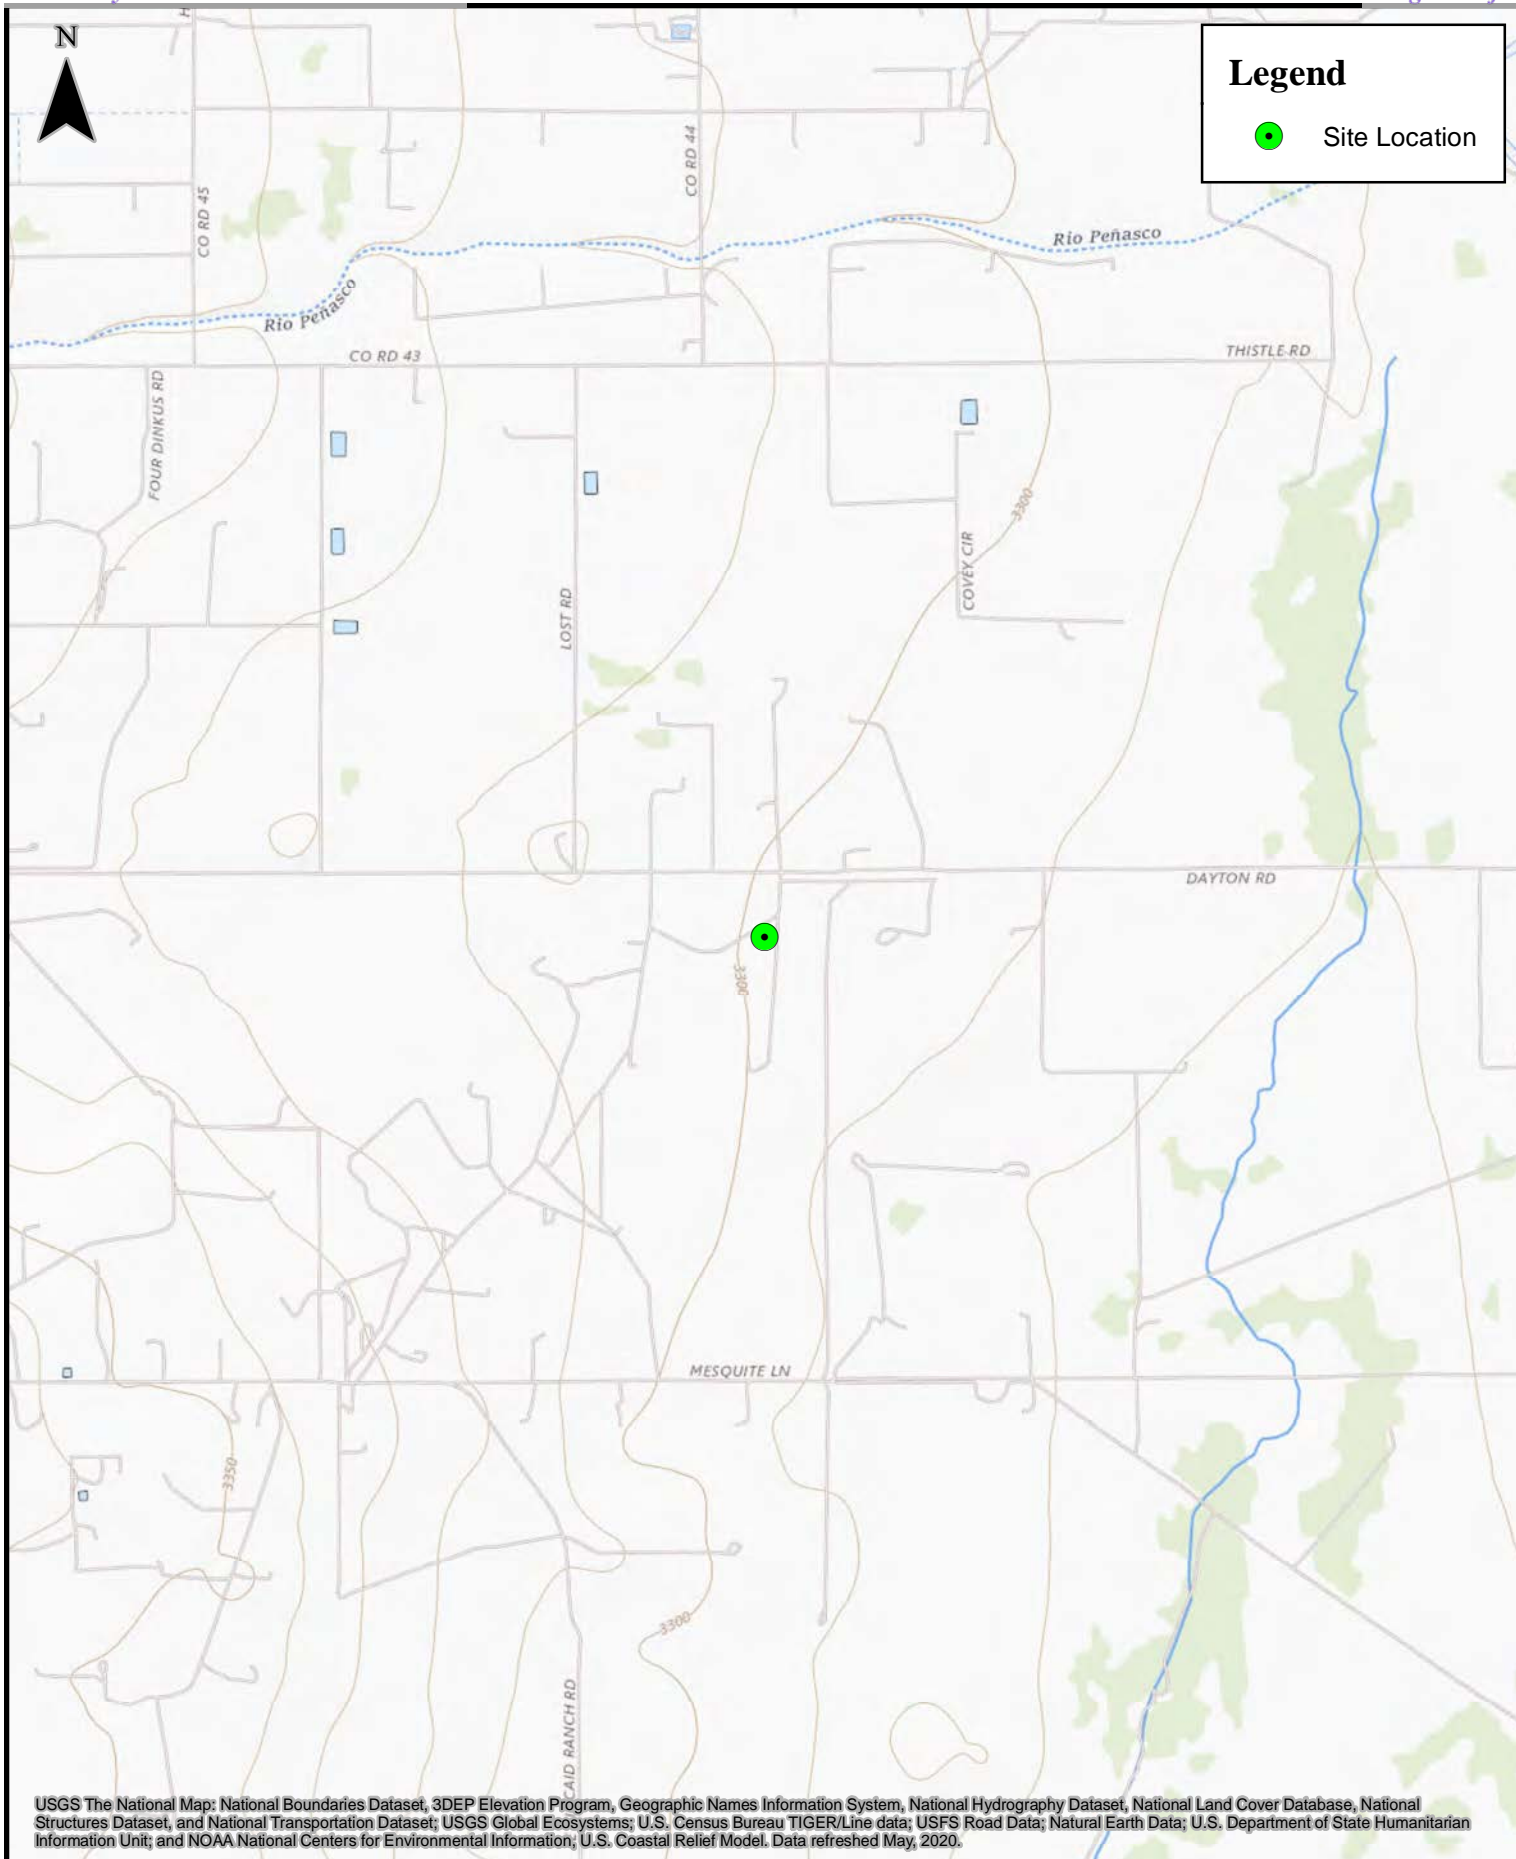 N
Legend
Site Location
CO RD 44
CO RD 45
Rio Peñasco
Rio Peñasco
CO RD 43
THISTLE RD
FOUR DINKUS RD
3300
COVEY CIR
LOST RD
DAYTON RD
3300
MESQUITE LN
3350
3300
CAID RANCH RD
USGS The National Map: National Boundaries Dataset, 3DEP Elevation Program, Geographic Names Information System, National Hydrography Dataset, National Land Cover Database, National
Structures Dataset, and National Transportation Dataset; USGS Global Ecosystems; U.S. Census Bureau TIGER/Line data; USFS Road Data; Natural Earth Data; U.S. Department of State Humanitarian
Information Unit; and NOAA National Centers for Environmental Information, U.S. Coastal Relief Model. Data refreshed May, 2020.